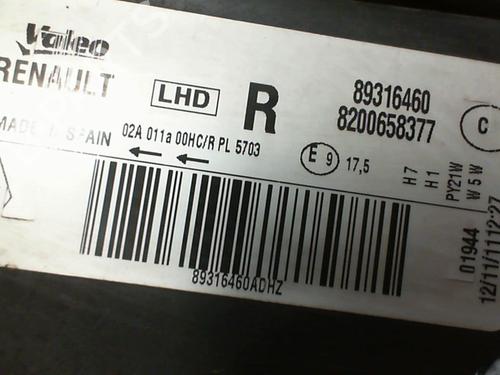 Valeo
RENAULT
LHD
R
89316460
8200658377
C
MADE IN SPAIN
02A 011a 00HC/R PL 5703
E 9
17,5
H7
H1
PY21W
W5W
89316460ADHZ
01944
12/11/11 12:27